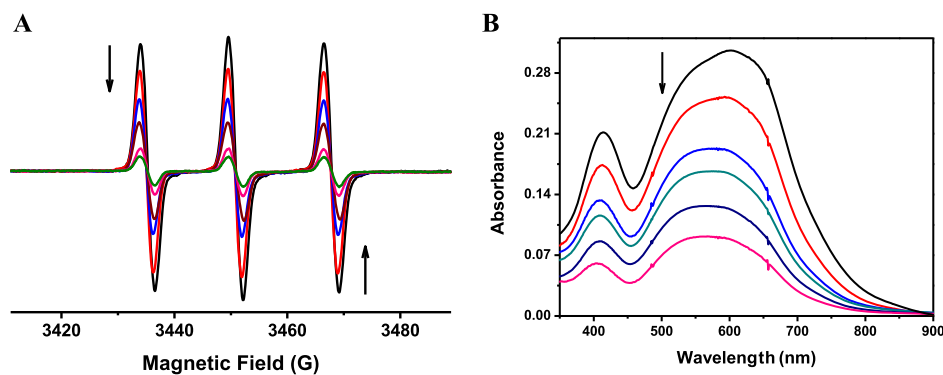 A
B
3420 3440 3460 3480
Magnetic Field (G)
Absorbance
0.28
0.21
0.14
0.07
0.00
400 500 600 700 800 900
Wavelength (nm)